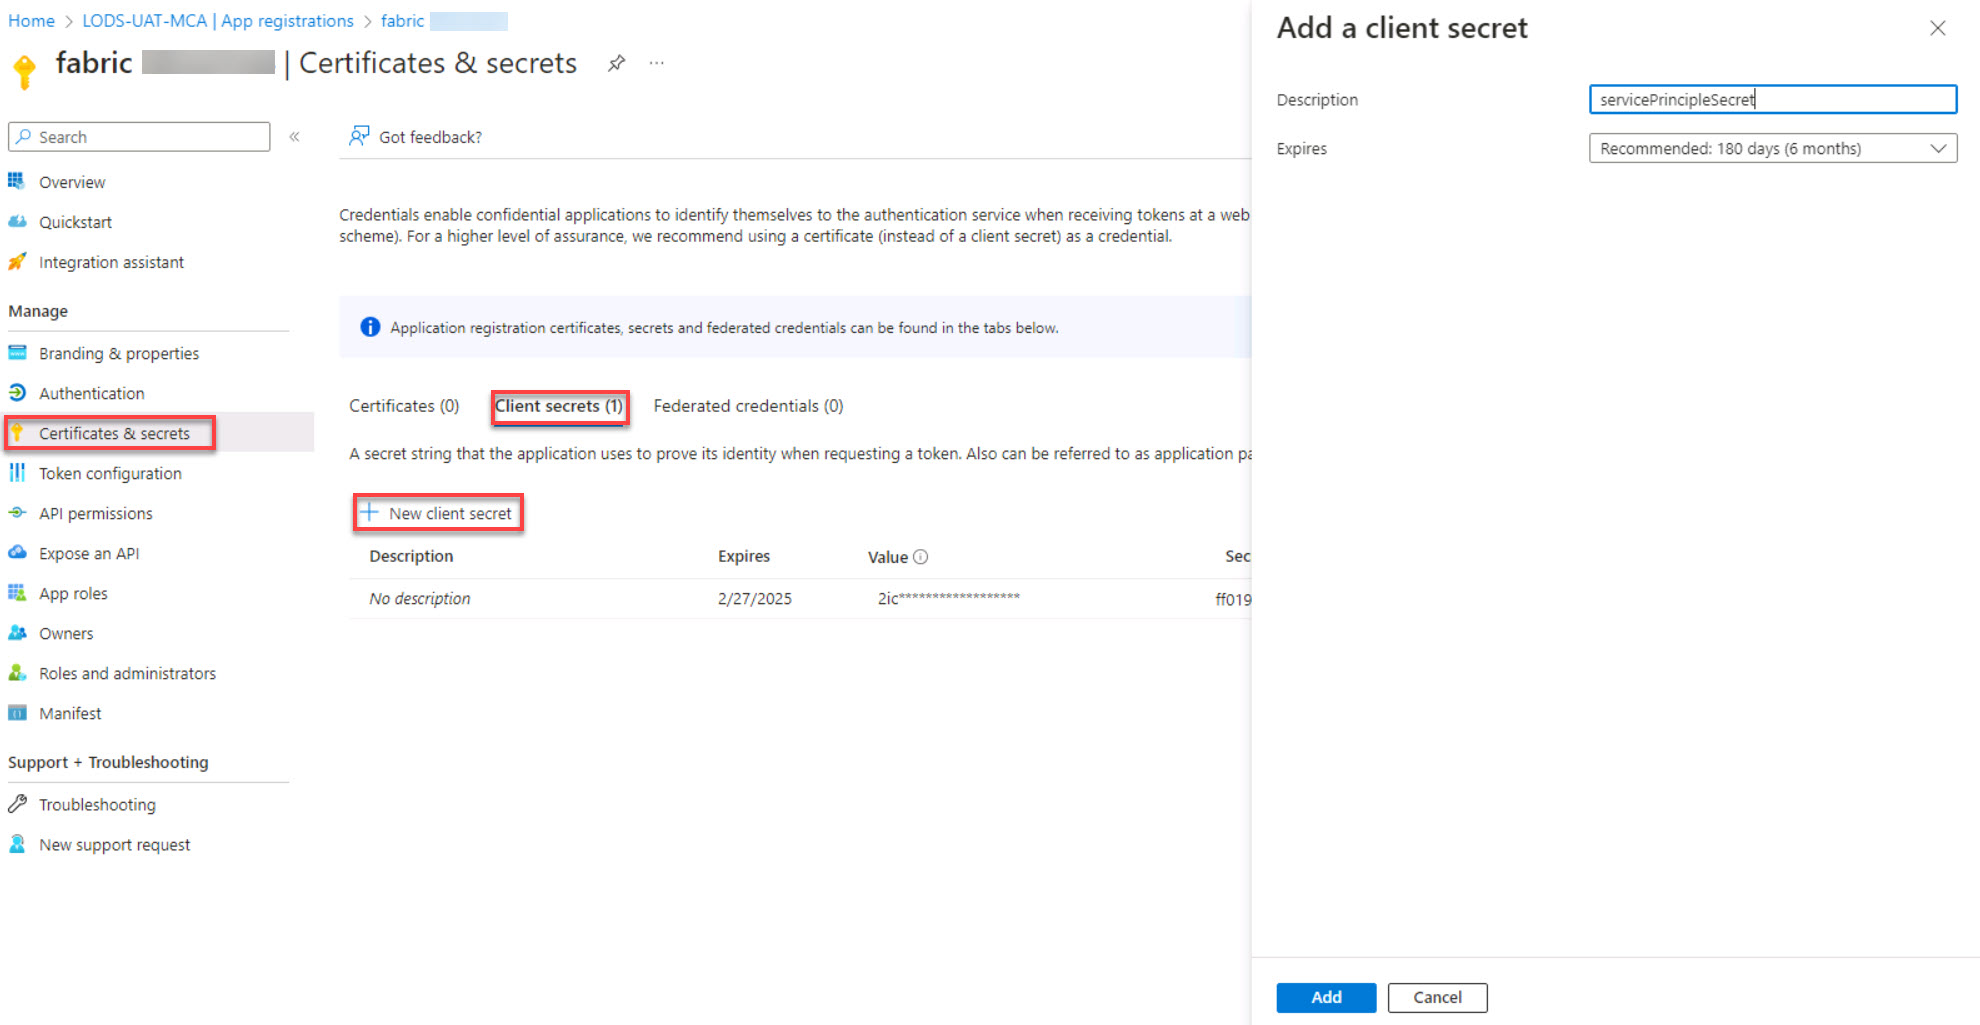 Home > LODS-UAT-MCA | App registrations > fabric
fabric | Certificates & secrets
Search
Overview
Quickstart
Integration assistant
Manage
Branding & properties
Authentication
Certificates & secrets
Token configuration
API permissions
Expose an API
App roles
Owners
Roles and administrators
Manifest
Support + Troubleshooting
Troubleshooting
New support request
Got feedback?
Credentials enable confidential applications to identify themselves to the authentication service when receiving tokens at a web
scheme). For a higher level of assurance, we recommend using a certificate (instead of a client secret) as a credential.
Application registration certificates, secrets and federated credentials can be found in the tabs below.
Certificates (0) Client secrets (1) Federated credentials (0)
A secret string that the application uses to prove its identity when requesting a token. Also can be referred to as application pa
New client secret
Description Expires Value Sec
No description 2/27/2025 2ic****************** ff019
Add a client secret
Description servicePrincipleSecret
Expires Recommended: 180 days (6 months)
Add Cancel